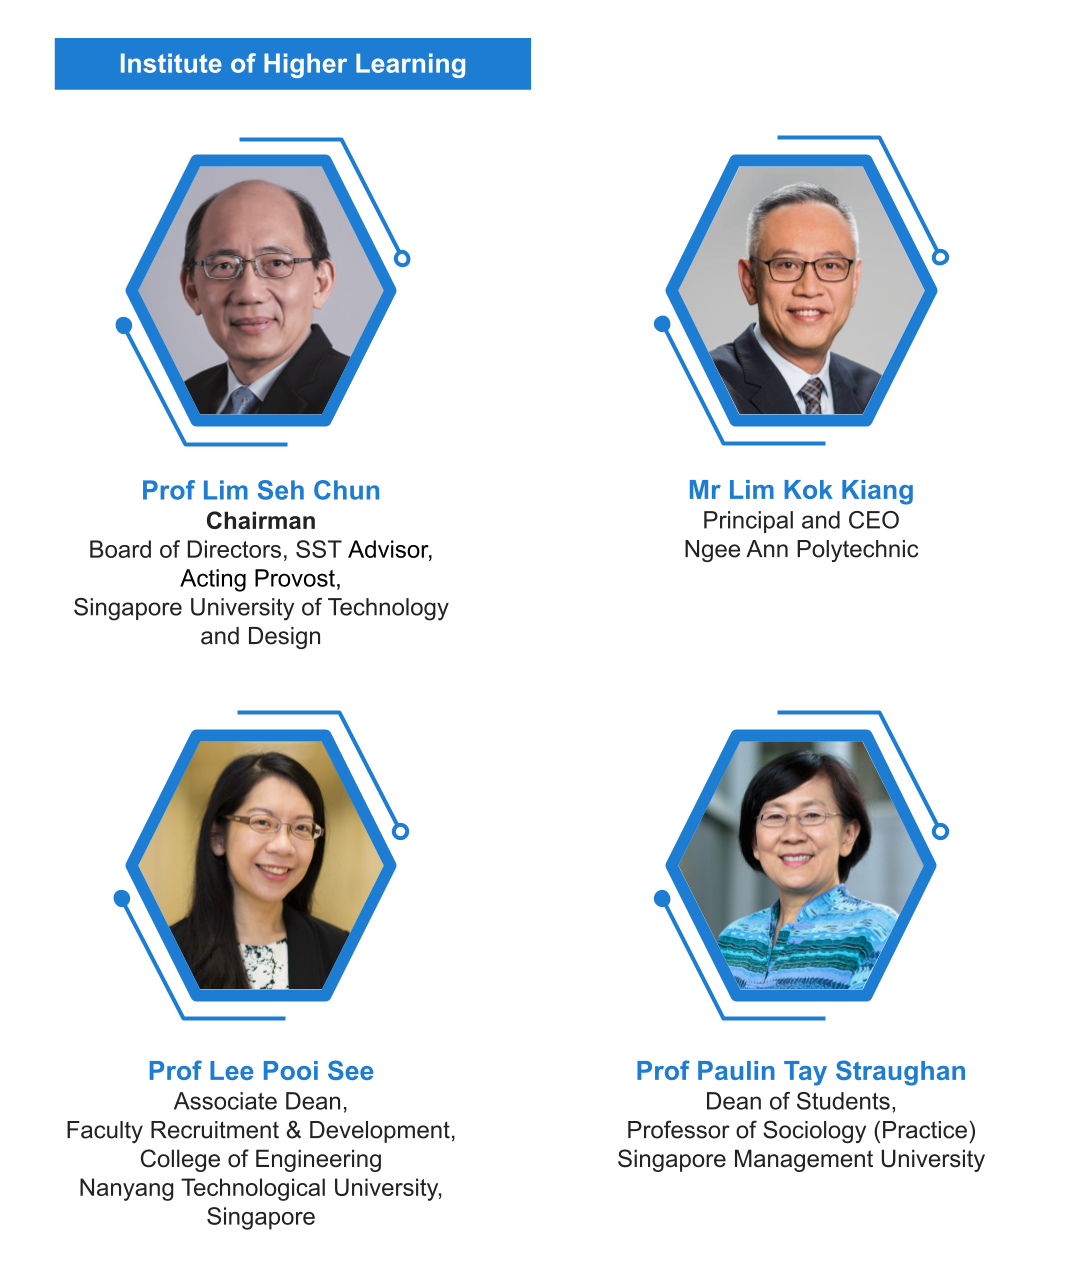 Institute of Higher Learning
Prof Lim Seh Chun
Chairman
Board of Directors, SST Advisor,
Acting Provost,
Singapore University of Technology
and Design
Mr Lim Kok Kiang
Principal and CEO
Ngee Ann Polytechnic
Prof Lee Pooi See
Associate Dean,
Faculty Recruitment & Development,
College of Engineering
Nanyang Technological University,
Singapore
Prof Paulin Tay Straughan
Dean of Students,
Professor of Sociology (Practice)
Singapore Management University